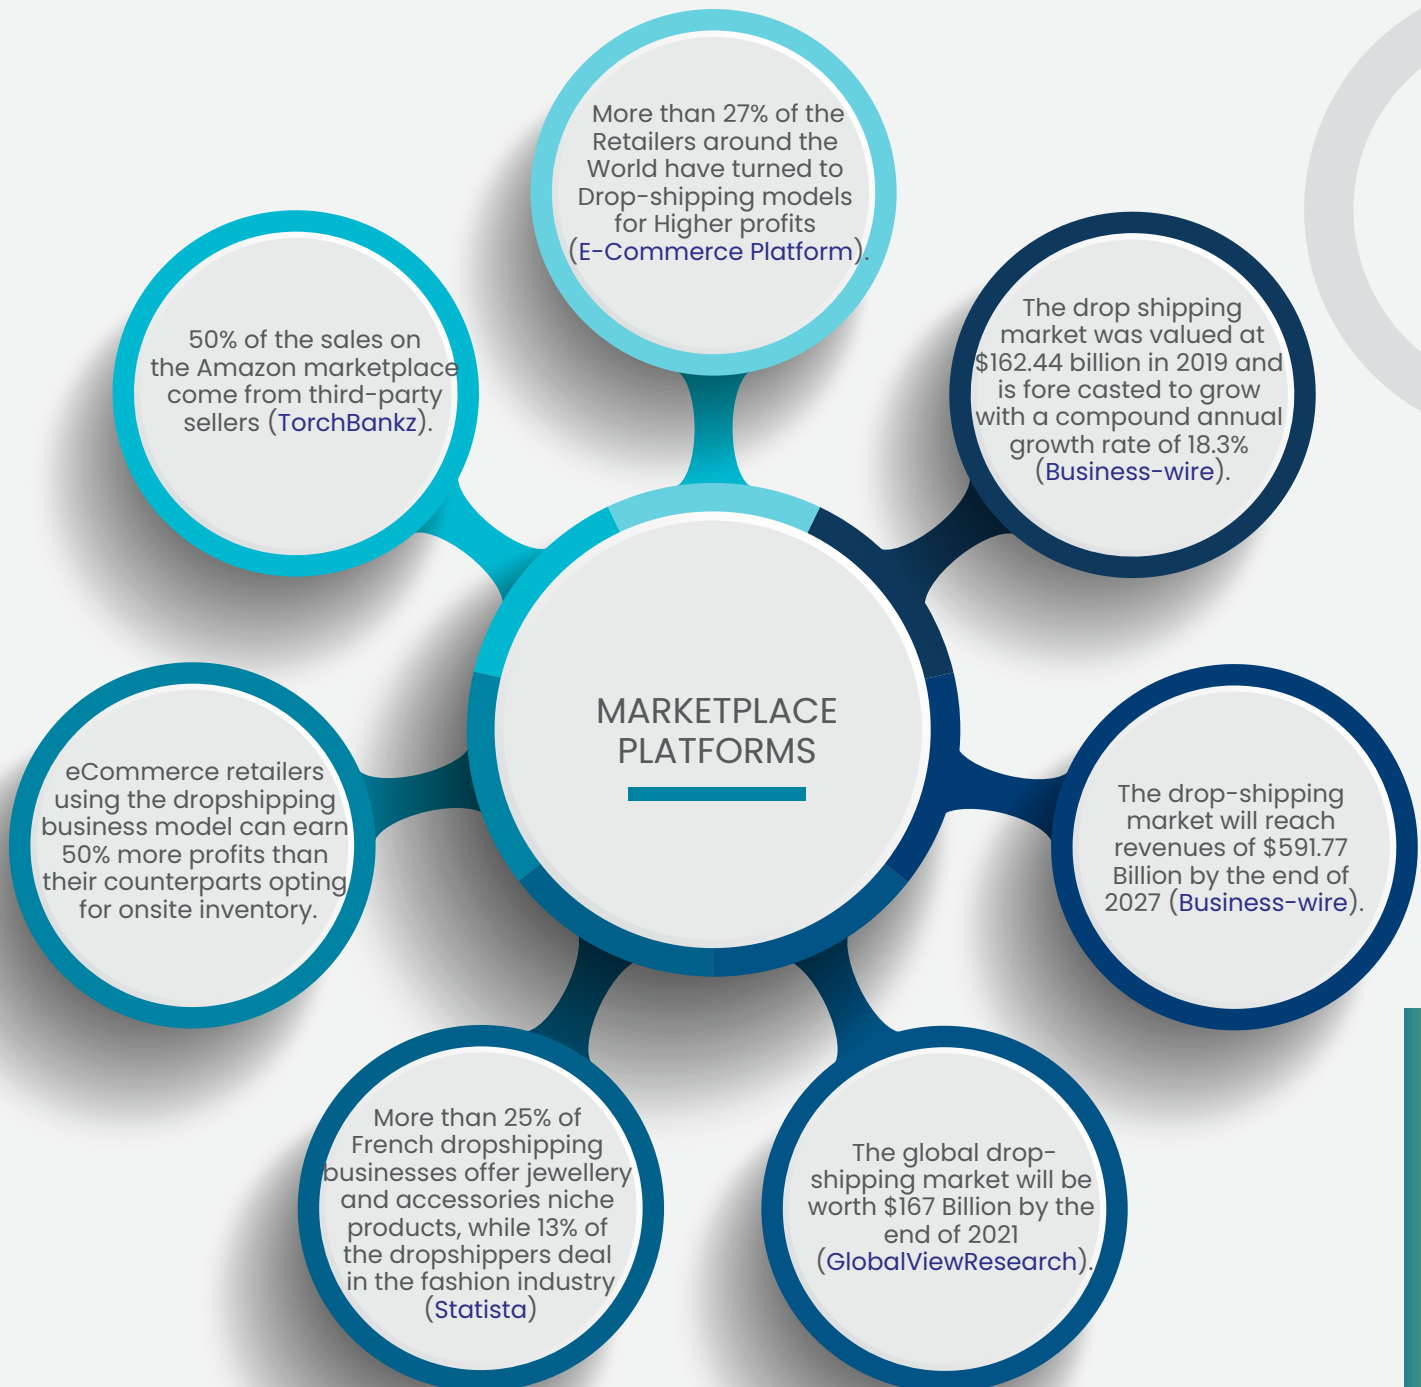 More than 27% of the
Retailers around the
World have turned to
Drop-shipping models
for Higher profits
(E-Commerce Platform).
50% of the sales on
the Amazon marketplace
come from third-party
sellers (TorchBankz).
The drop shipping
market was valued at
$162.44 billion in 2019 and
is fore casted to grow
with a compound annual
growth rate of 18.3%
(Business-wire).
MARKETPLACE
PLATFORMS
eCommerce retailers
using the dropshipping
business model can earn
50% more profits than
their counterparts opting
for onsite inventory.
The drop-shipping
market will reach
revenues of $591.77
Billion by the end of
2027 (Business-wire).
More than 25% of
French dropshipping
businesses offer jewellery
and accessories niche
products, while 13% of
the dropshippers deal
in the fashion industry
(Statista)
The global drop-
shipping market will be
worth $167 Billion by the
end of 2021
(GlobalViewResearch).